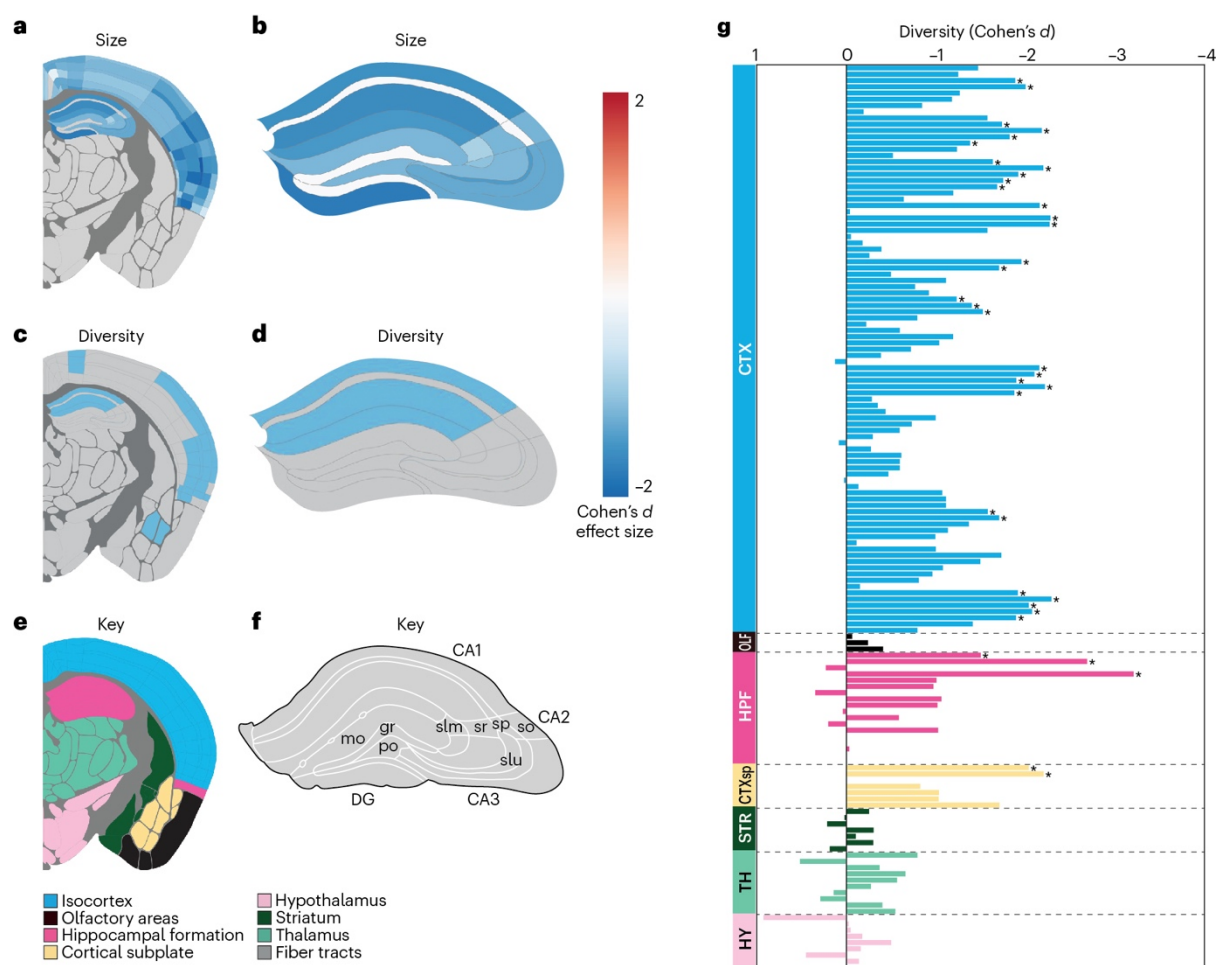 a
Size
b
Size
2
−2
Cohen's d
effect size
c
Diversity
d
Diversity
e
Key
f
Key
CA1
CA2
mo
gr
po
slm
sr
sp
so
slu
DG
CA3
Isocortex
Olfactory areas
Hippocampal formation
Cortical subplate
Hypothalamus
Striatum
Thalamus
Fiber tracts
g
Diversity (Cohen's d)
1 0 −1 −2 −3 −4
CTX
OLF
HPF
CTXsp
STR
TH
HY